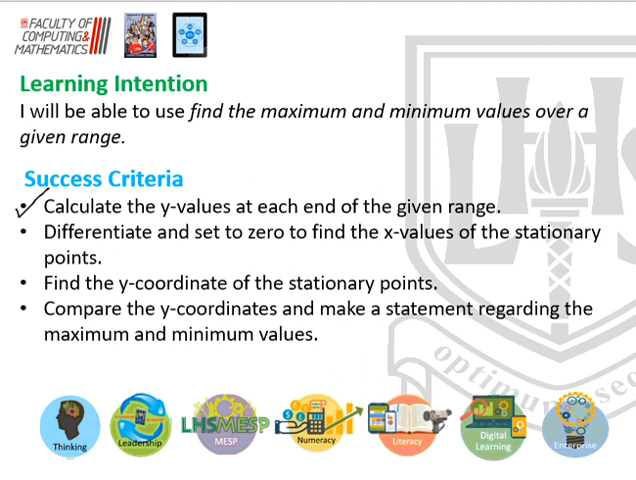 FACULTY OF
COMPUTING&
MATHEMATICS
Learning Intention
I will be able to use find the maximum and minimum values over a
given range.
Success Criteria
• Calculate the y-values at each end of the given range.
• Differentiate and set to zero to find the x-values of the stationary
points.
• Find the y-coordinate of the stationary points.
• Compare the y-coordinates and make a statement regarding the
maximum and minimum values.
LHS
optimum sec
Thinking
Leadership
LHSMESP
MESP
Numeracy
Literacy
Digital
Learning
Enterprise